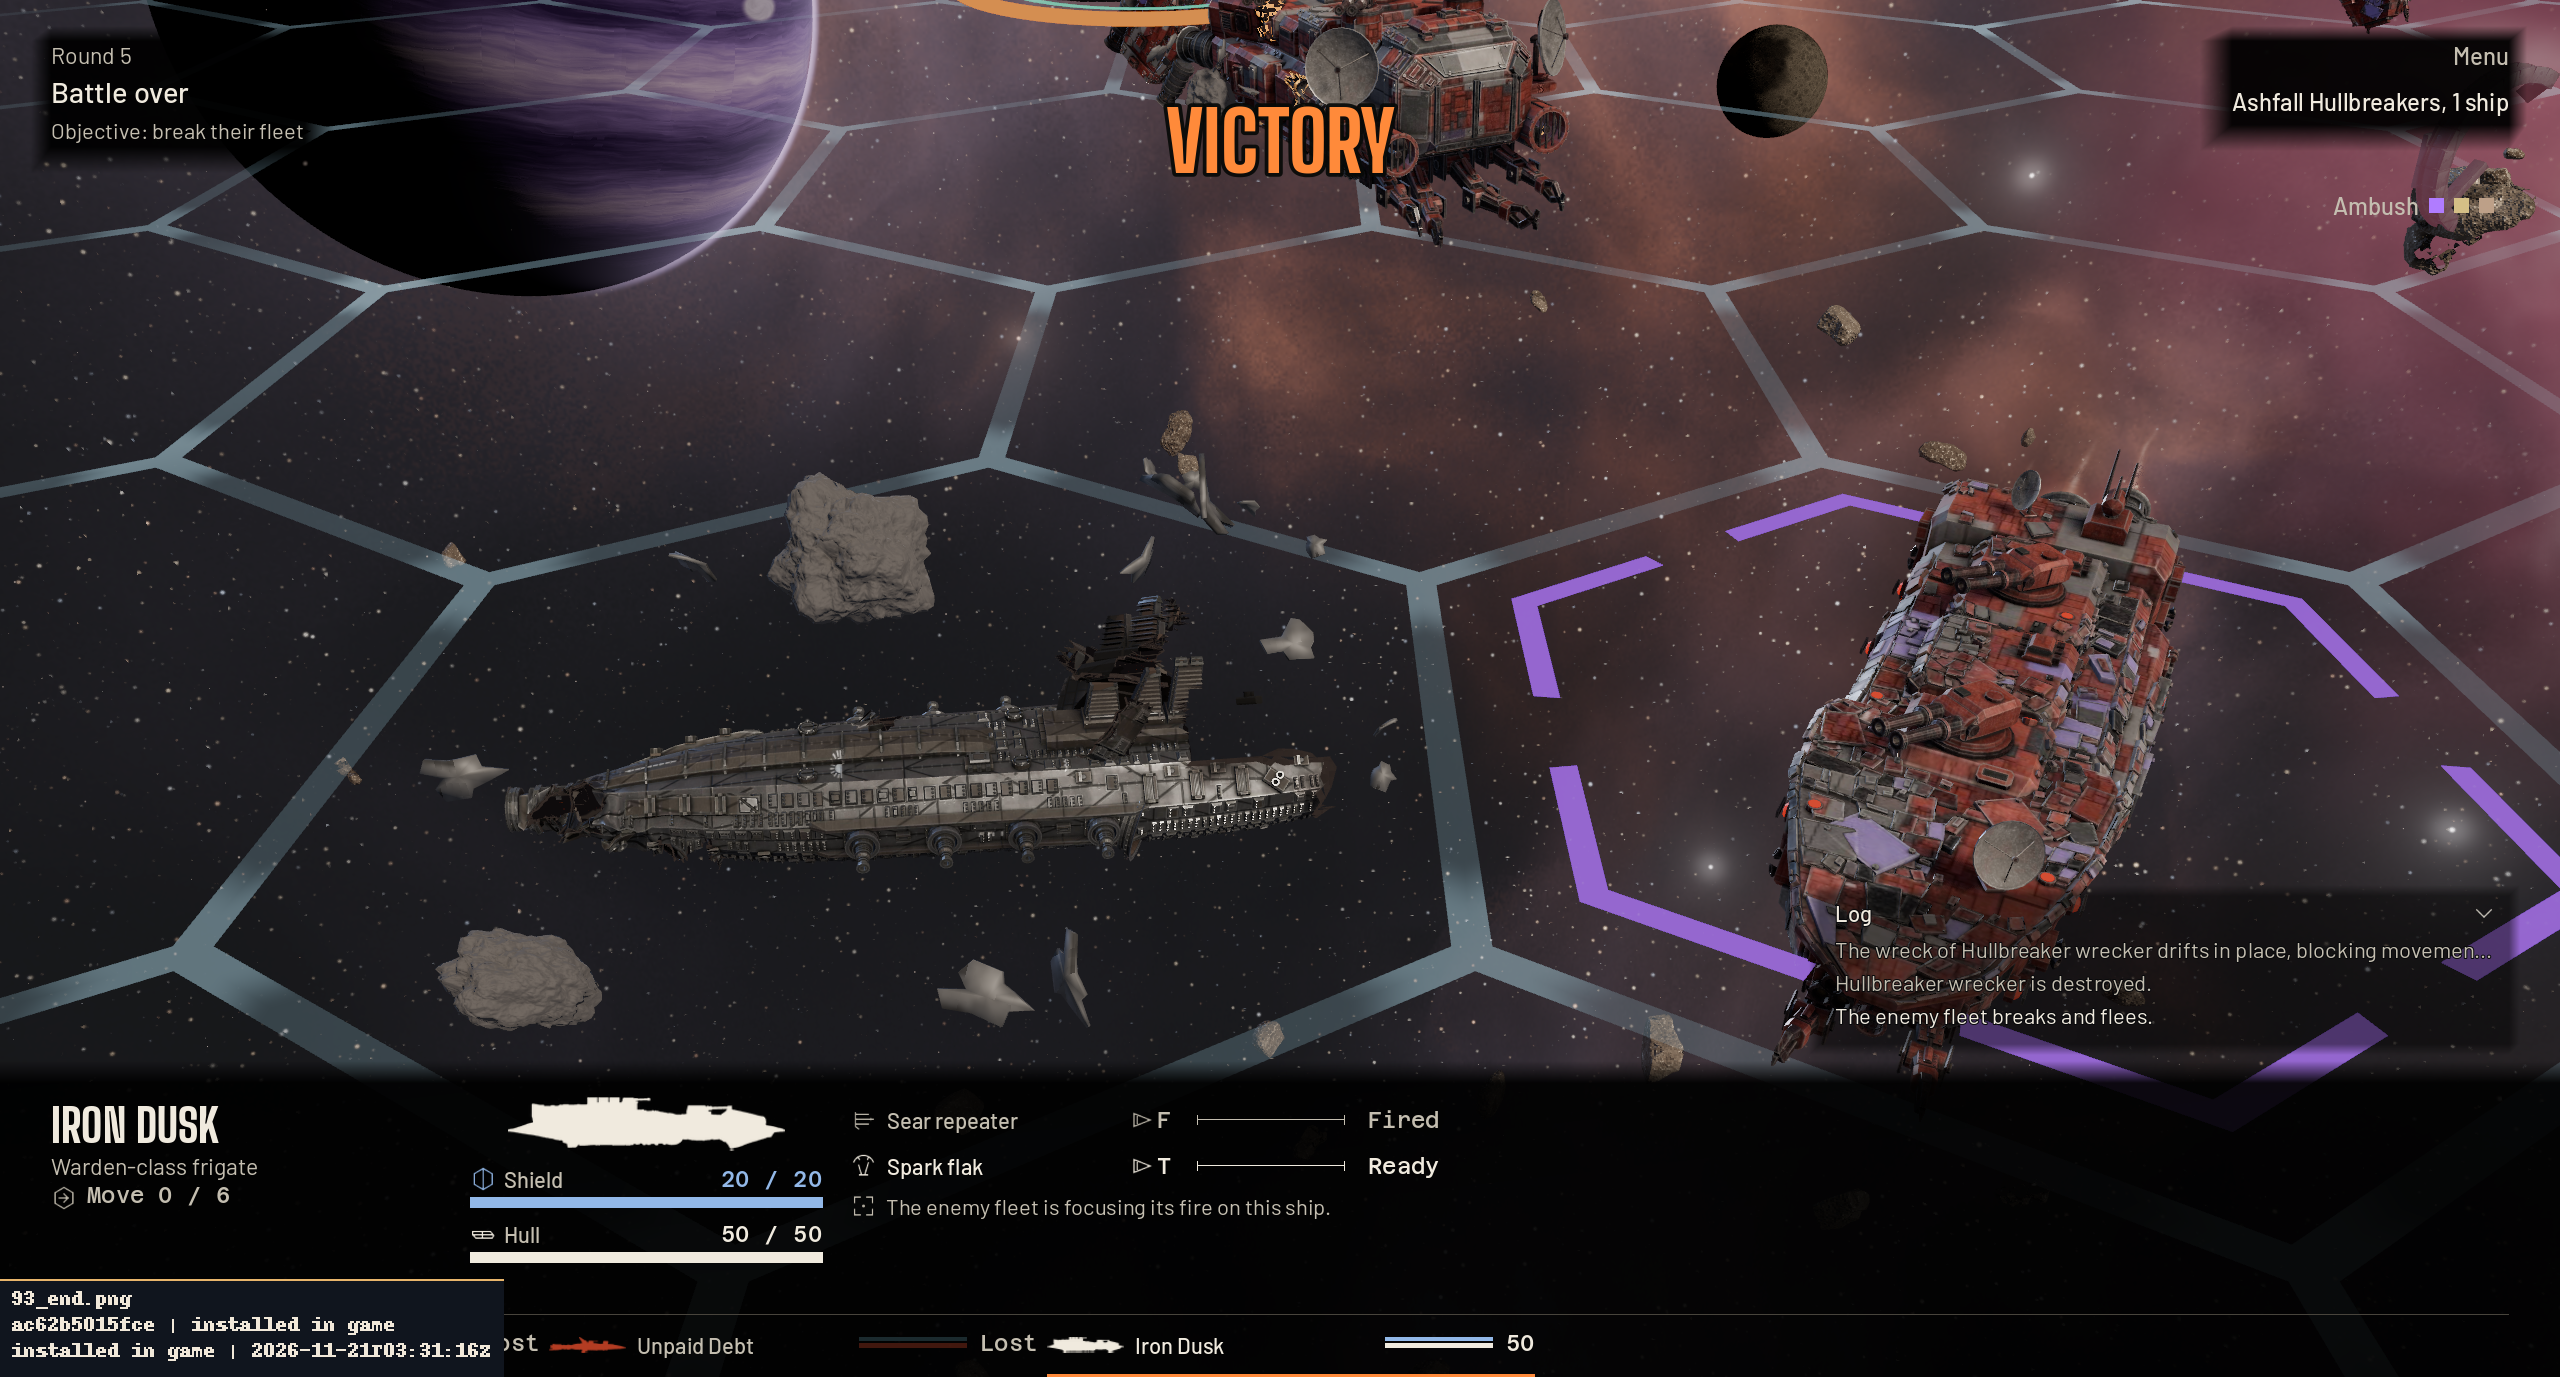 Round 5
Battle over
Objective: break their fleet
VICTORY
Menu
Ashfall Hullbreakers, 1 ship
Ambush
Log
The wreck of Hullbreaker wrecker drifts in place, blocking movemen...
Hullbreaker wrecker is destroyed.
The enemy fleet breaks and flees.
IRON DUSK
Warden-class frigate
Move 0 / 6
Shield 20 / 20
Hull 50 / 50
Sear repeater F Fired
Spark flak T Ready
The enemy fleet is focusing its fire on this ship.
93_end.png
ac62b5015fce | installed in game
installed in game | 2026-11-21T03:31:16Z
ost Unpaid Debt Lost Iron Dusk 50